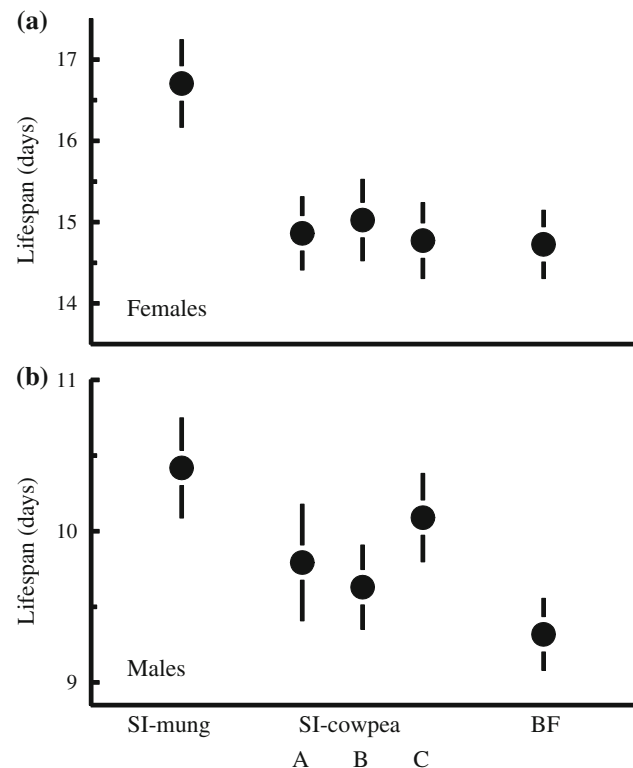 (a)
17
16
15
14
Lifespan (days)
Females
(b)
11
10
9
Lifespan (days)
Males
SI-mung SI-cowpea BF
A B C